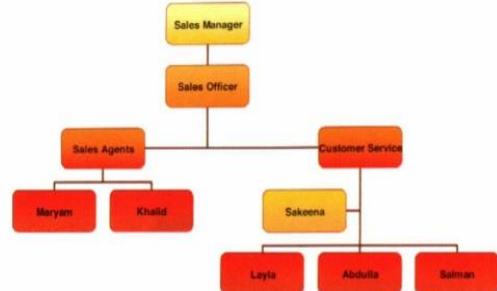 Sales Manager
Sales Officer
Sales Agents
Customer Service
Maryam
Khalid
Sakeena
Layla
Abdulla
Salman